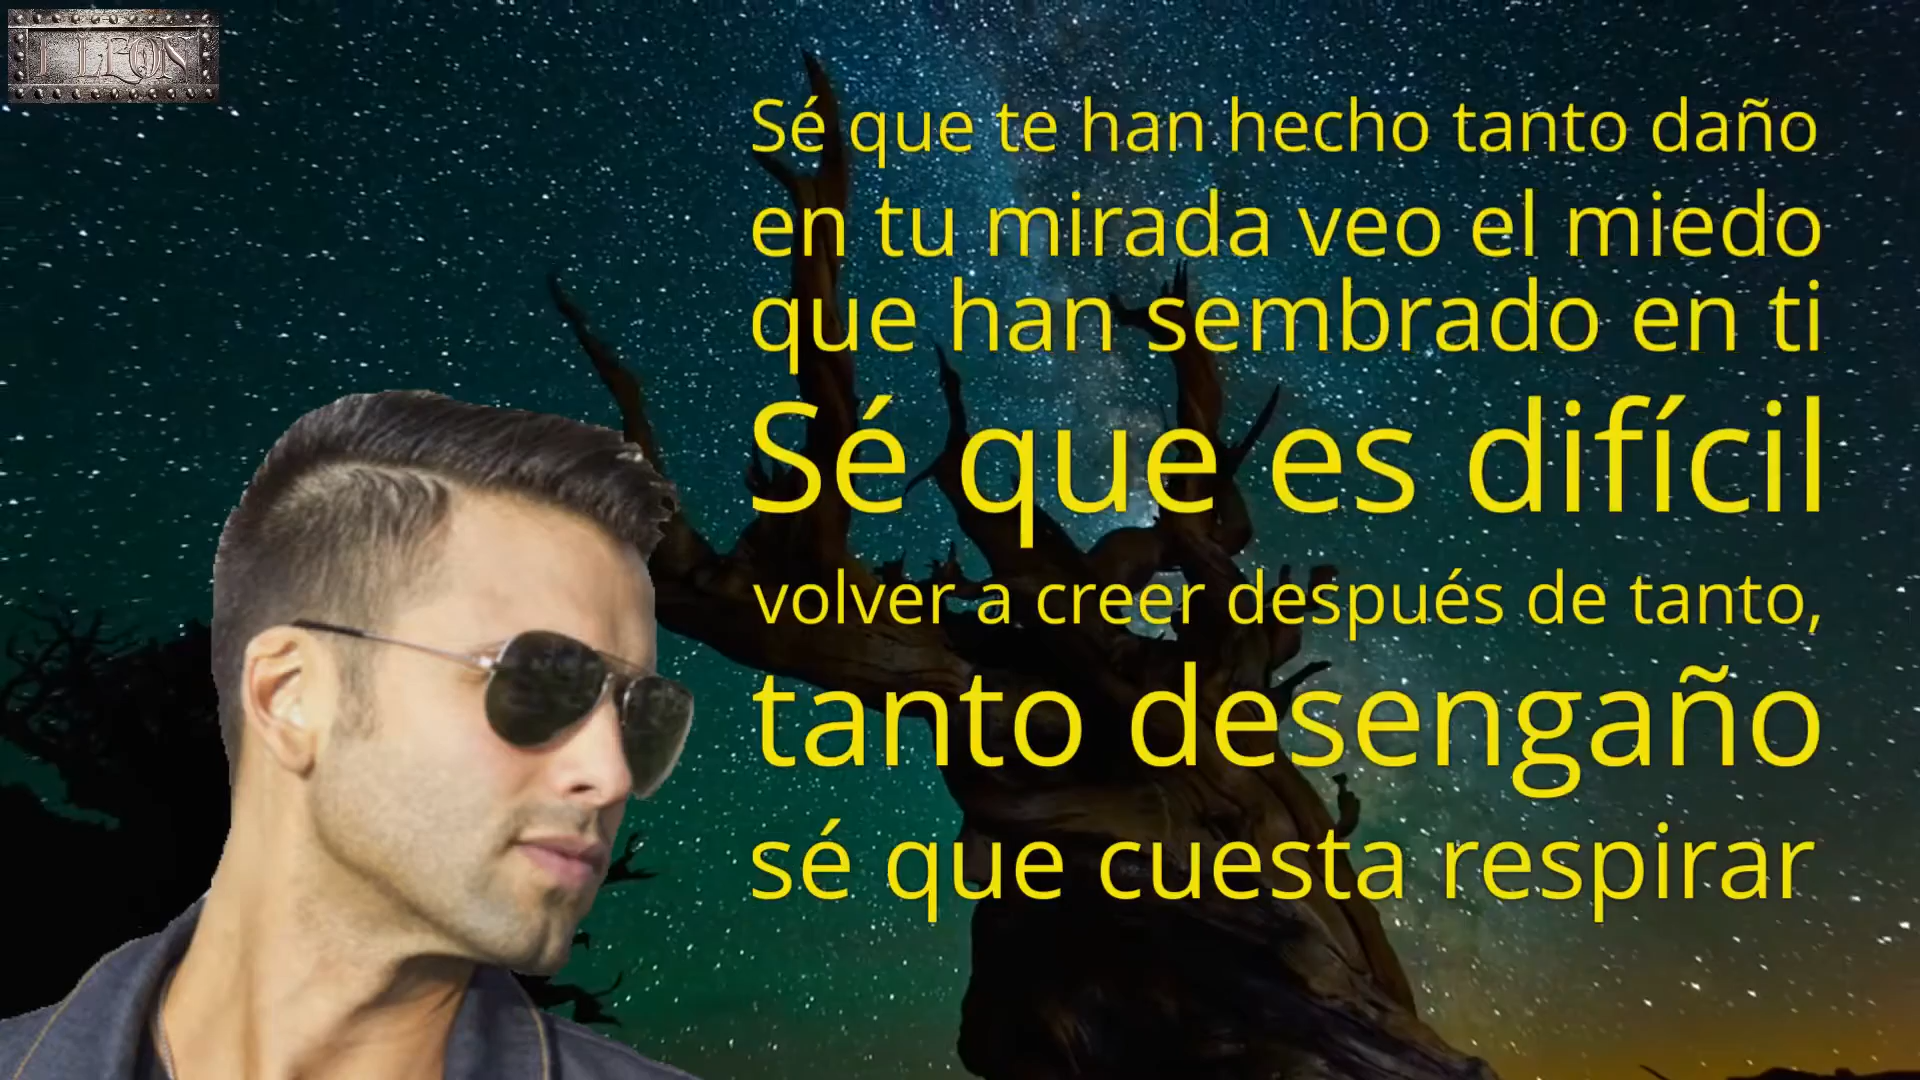 Sé que te han hecho tanto daño
en tu mirada veo el miedo
que han sembrado en ti
Sé que es difícil
volver a creer después de tanto,
tanto desengaño
sé que cuesta respirar